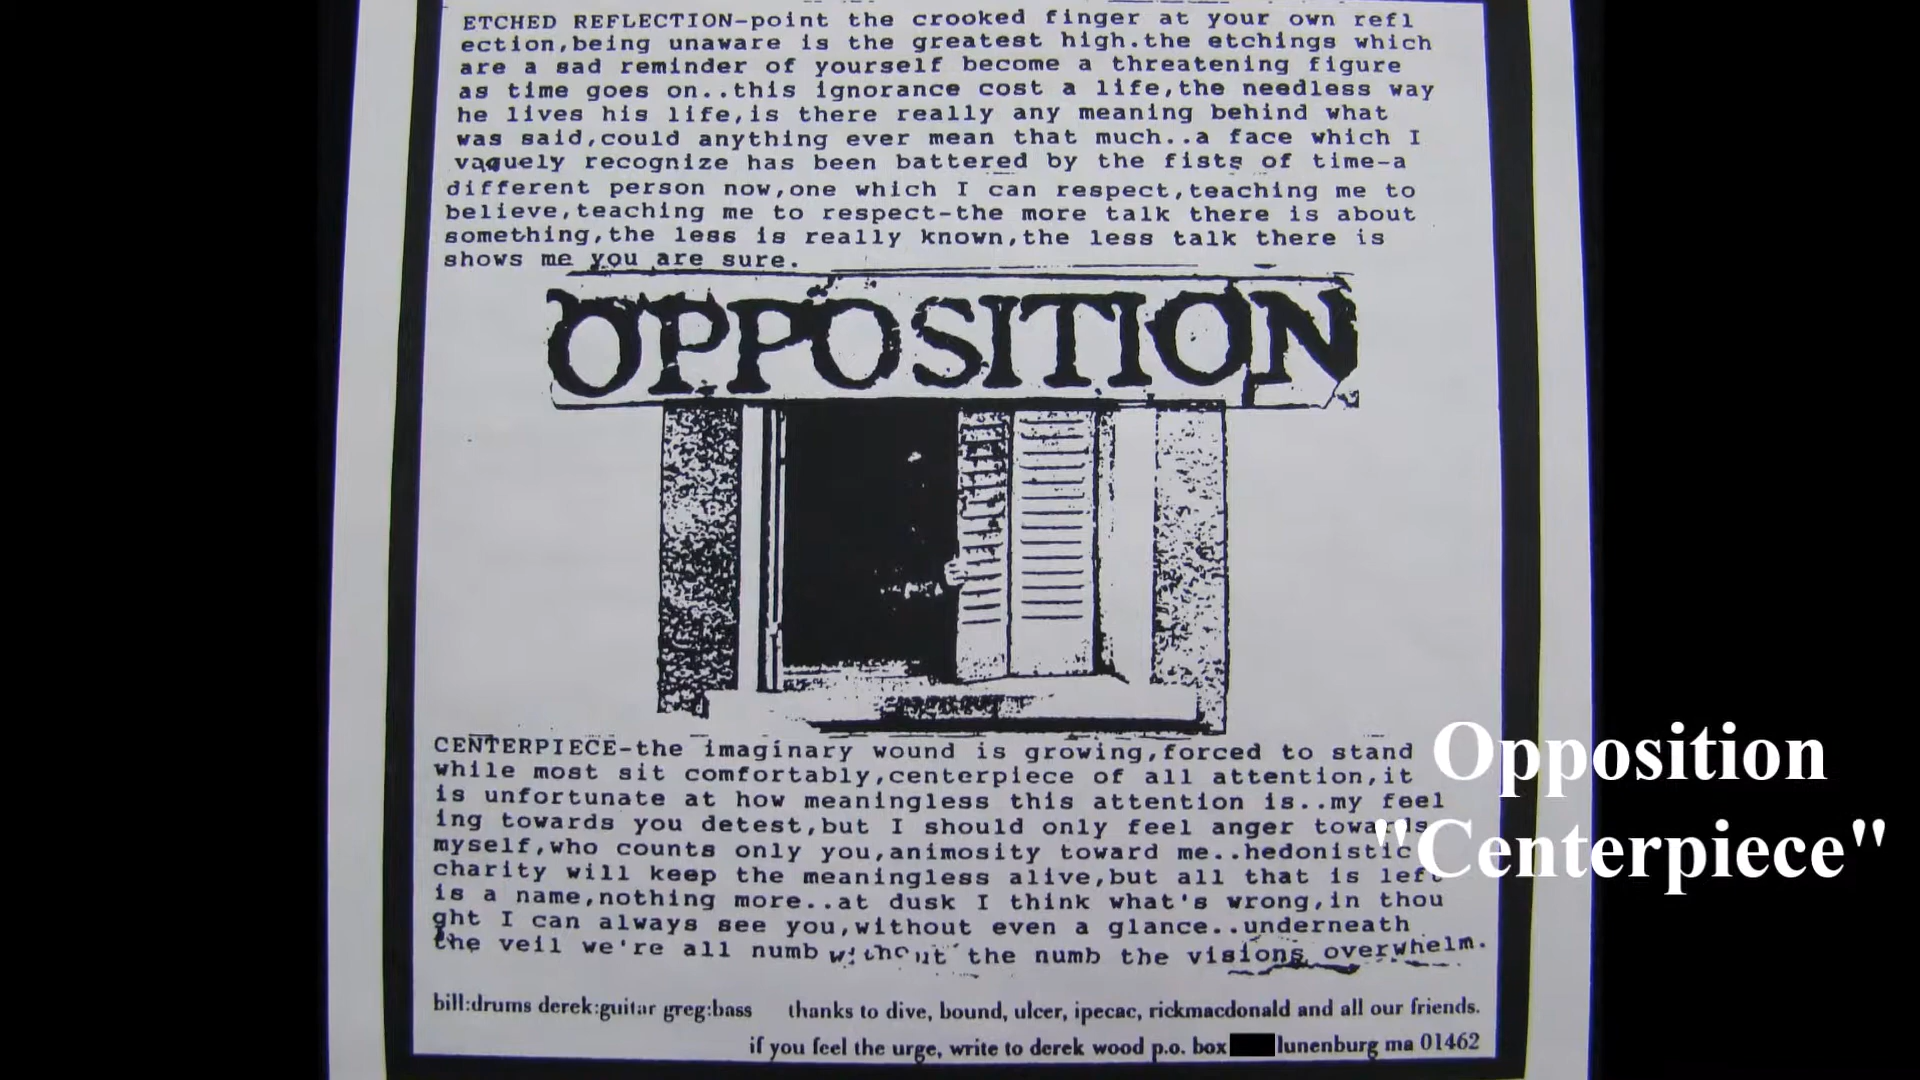 ETCHED REFLECTION-point the crooked finger at your own refl
ection,being unaware is the greatest high.the etchings which
are a sad reminder of yourself become a threatening figure
as time goes on..this ignorance cost a life,the needless way
he lives his life,is there really any meaning behind what
was said,could anything ever mean that much..a face which I
vaguely recognize has been battered by the fists of time-a
different person now,one which I can respect,teaching me to
believe,teaching me to respect-the more talk there is about
something,the less is really known,the less talk there is
shows me you are sure.
OPPOSITION
CENTERPIECE-the imaginary wound is growing,forced to stand
while most sit comfortably,centerpiece of all attention,it
is unfortunate at how meaningless this attention is..my feel
ing towards you detest,but I should only feel anger towards
myself,who counts only you,animosity toward me..hedonistic
charity will keep the meaningless alive,but all that is left
is a name,nothing more..at dusk I think what's wrong,in thou
ght I can always see you,without even a glance..underneath
the veil we're all numb without the numb the visions overwhelm.
bill:drums derek:guitar greg:bass thanks to dive, bound, ulcer, ipecac, rickmacdonald and all our friends.
if you feel the urge, write to derek wood p.o. box lunenburg ma 01462
Opposition
"Centerpiece"